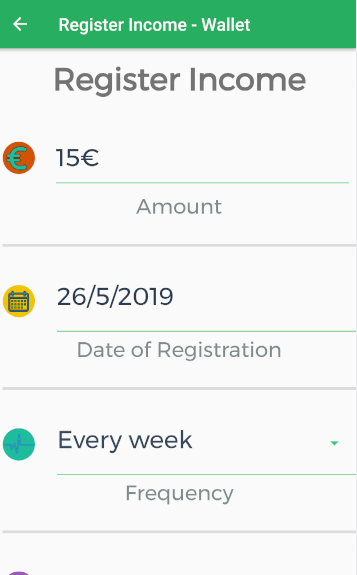 Register Income - Wallet
Register Income
15€
Amount
26/5/2019
Date of Registration
Every week
Frequency